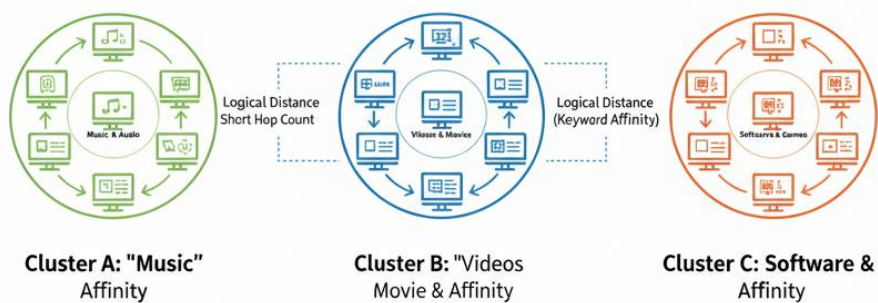 Music & Audio
Logical Distance
Short Hop Count
Logical Distance
(Keyword Affinity)
Cluster A: "Music"
Affinity
Cluster B: "Videos
Movie & Affinity
Cluster C: Software &
Affinity